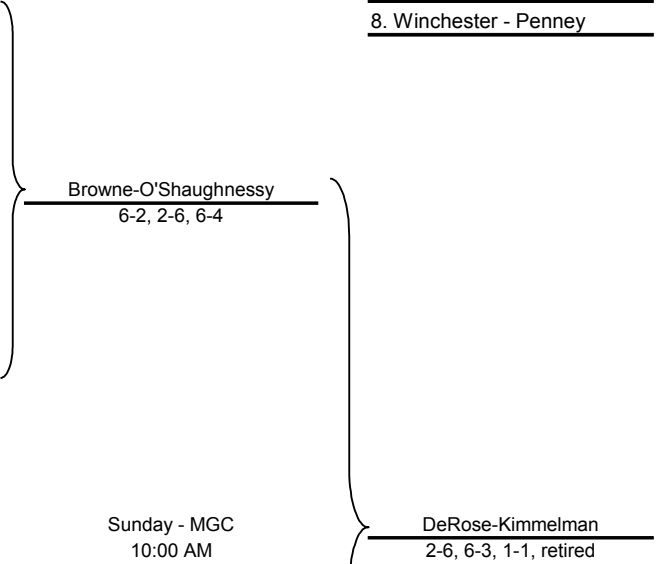 8. Winchester - Penney
Browne-O'Shaughnessy
6-2, 2-6, 6-4
Sunday - MGC
10:00 AM
DeRose-Kimmelman
2-6, 6-3, 1-1, retired